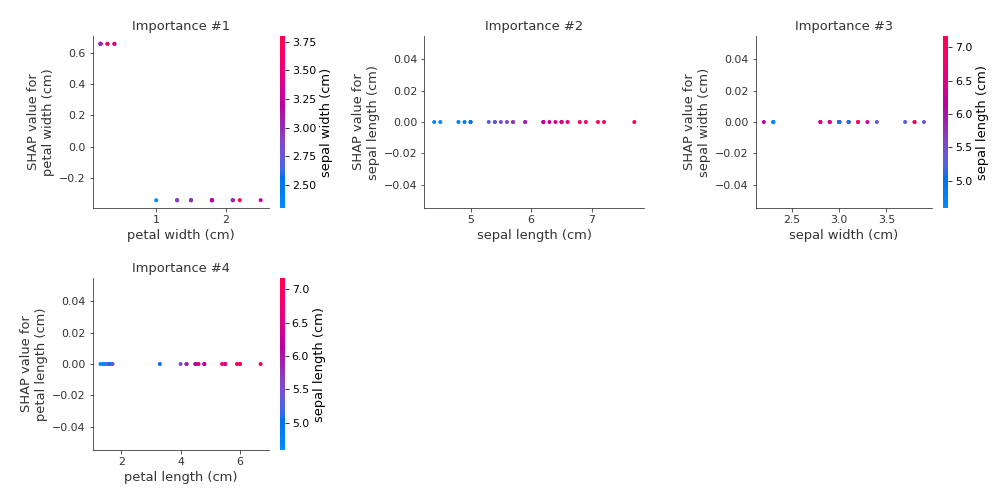 Importance #1
0.6
0.4
0.2
0.0
−0.2
SHAP value for
petal width (cm)
1
2
petal width (cm)
3.75
3.50
3.25
3.00
2.75
2.50
sepal width (cm)
Importance #2
0.04
0.02
0.00
−0.02
−0.04
SHAP value for
sepal length (cm)
5
6
7
sepal length (cm)
Importance #3
0.04
0.02
0.00
−0.02
−0.04
SHAP value for
sepal width (cm)
2.5
3.0
3.5
sepal width (cm)
7.0
6.5
6.0
5.5
5.0
sepal length (cm)
Importance #4
0.04
0.02
0.00
−0.02
−0.04
SHAP value for
petal length (cm)
2
4
6
petal length (cm)
7.0
6.5
6.0
5.5
5.0
sepal length (cm)